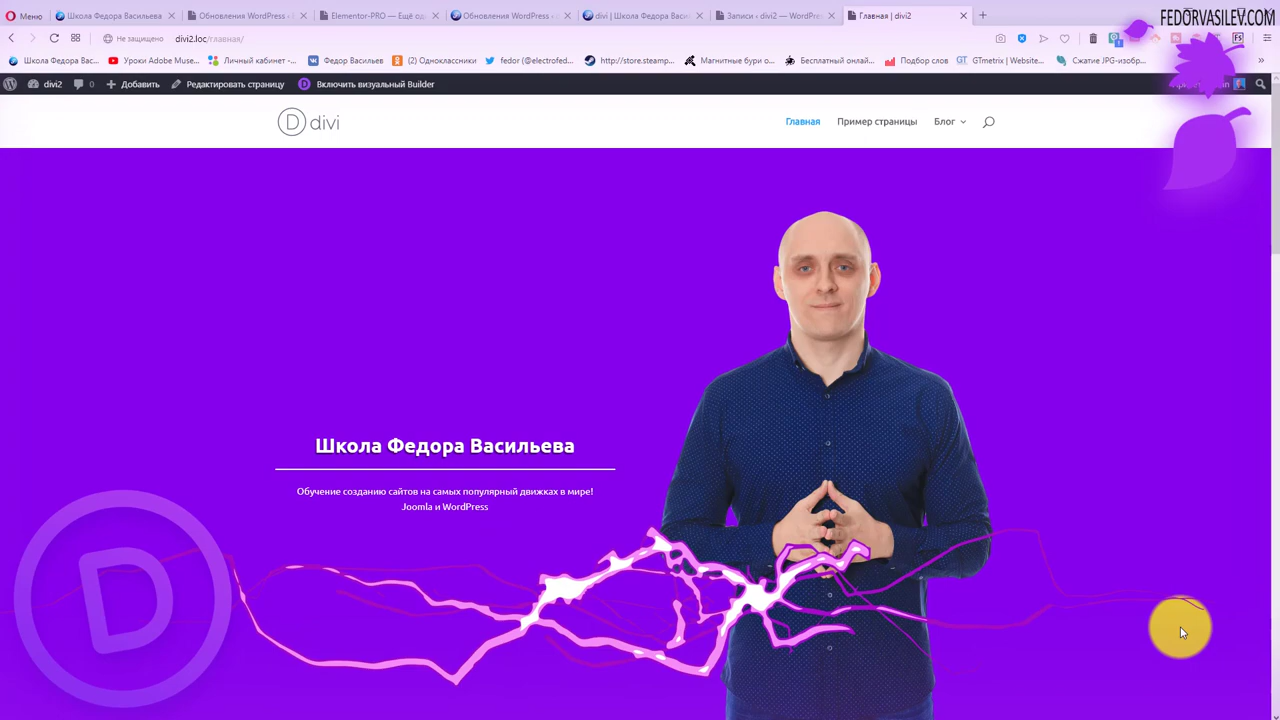 Меню
Школа Федора Васильева
Обновления WordPress ‹
Elementor-PRO — Ещё од
Обновления WordPress ‹
divi | Школа Федора Васи
Записи ‹ divi2 — WordPre
Главная | divi2
FEDORVASILEV.COM
Не защищено
divi2.loc/главная/
Школа Федора Вас...
Уроки Adobe Muse...
Личный кабинет -...
Федор Васильев
(2) Одноклассники
fedor (@electrofed...
http://store.steamp...
Магнитные бури о...
Бесплатный онлай...
Подбор слов
GTmetrix | Website...
Сжатие JPG-изобр...
divi2
0
Добавить
Редактировать страницу
Включить визуальный Builder
divi
Главная
Пример страницы
Блог
Школа Федора Васильева
Обучение созданию сайтов на самых популярный движках в мире!
Joomla и WordPress
D